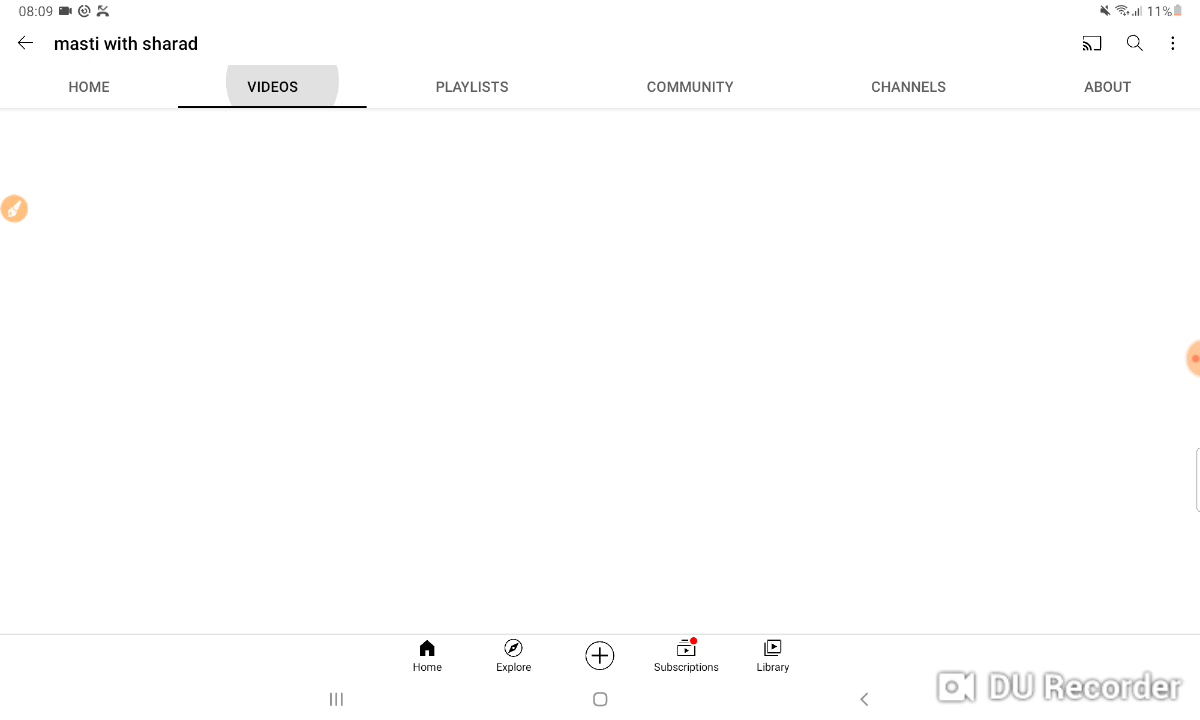 08:09 11%
masti with sharad
HOME VIDEOS PLAYLISTS COMMUNITY CHANNELS ABOUT
Home Explore Subscriptions Library
DU Recorder